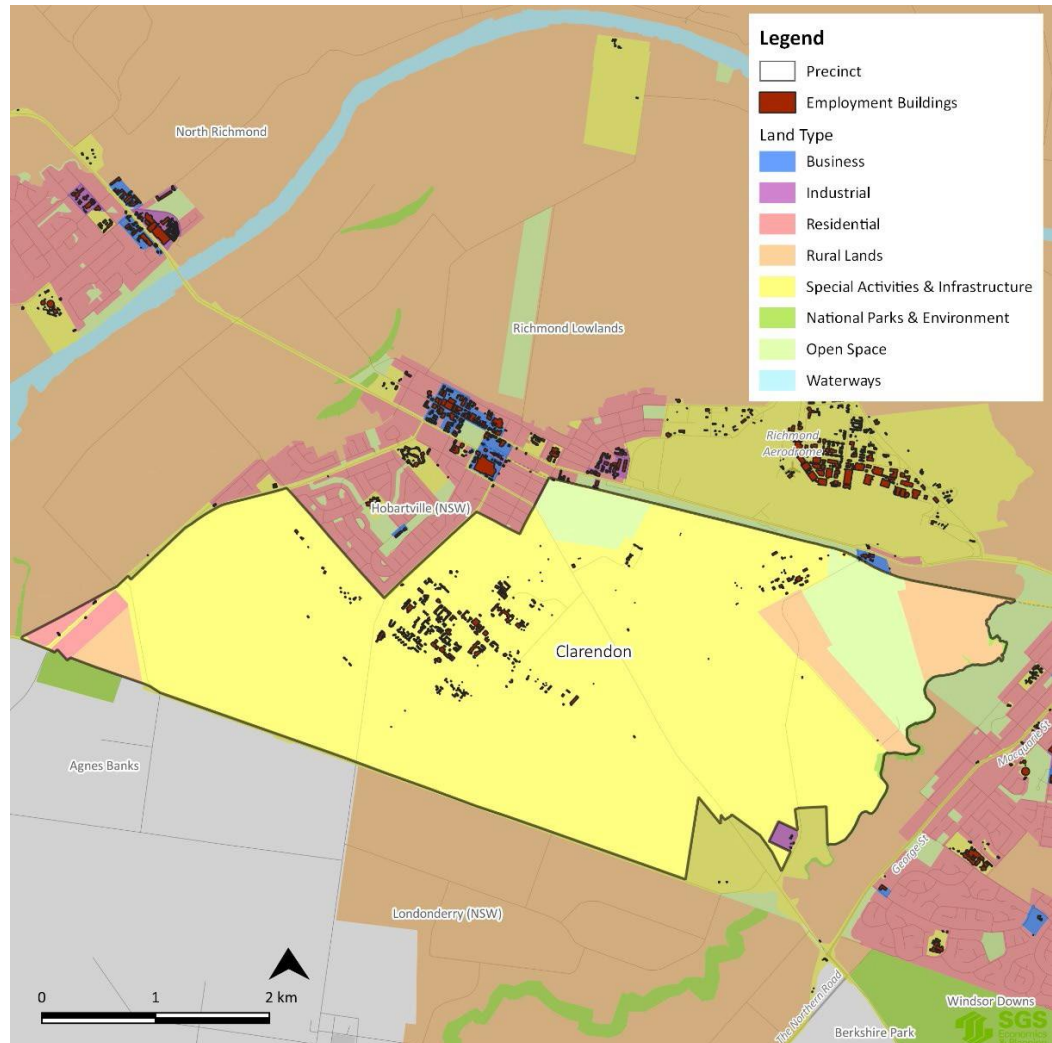 Legend
Precinct
Employment Buildings
Land Type
Business
Industrial
Residential
Rural Lands
Special Activities & Infrastructure
National Parks & Environment
Open Space
Waterways
North Richmond
Richmond Lowlands
Richmond
Aerodrome
Hobartville (NSW)
Clarendon
Macquarie St
Agnes Banks
George St
Londonderry (NSW)
The Northern Road
Windsor Downs
Berkshire Park
0 1 2 km
SGS
Economics